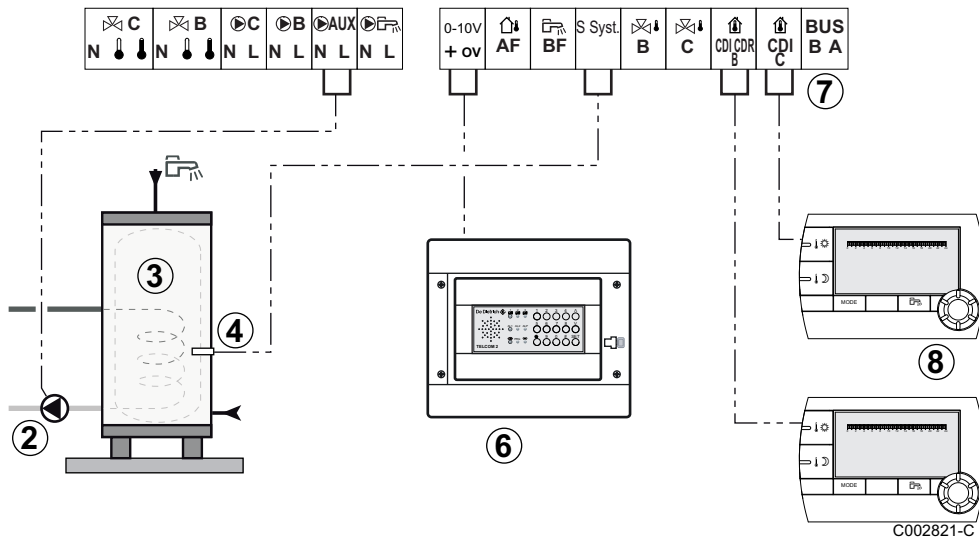 C B C B AUX
N N N L N L N L N L
0-10V AF BF S Syst. B C CDI CDR B CDI C BUS
+ ov B A
7
3
4
2
De Dietrich
TELCOM 2
6
MODE
8
MODE
C002821-C